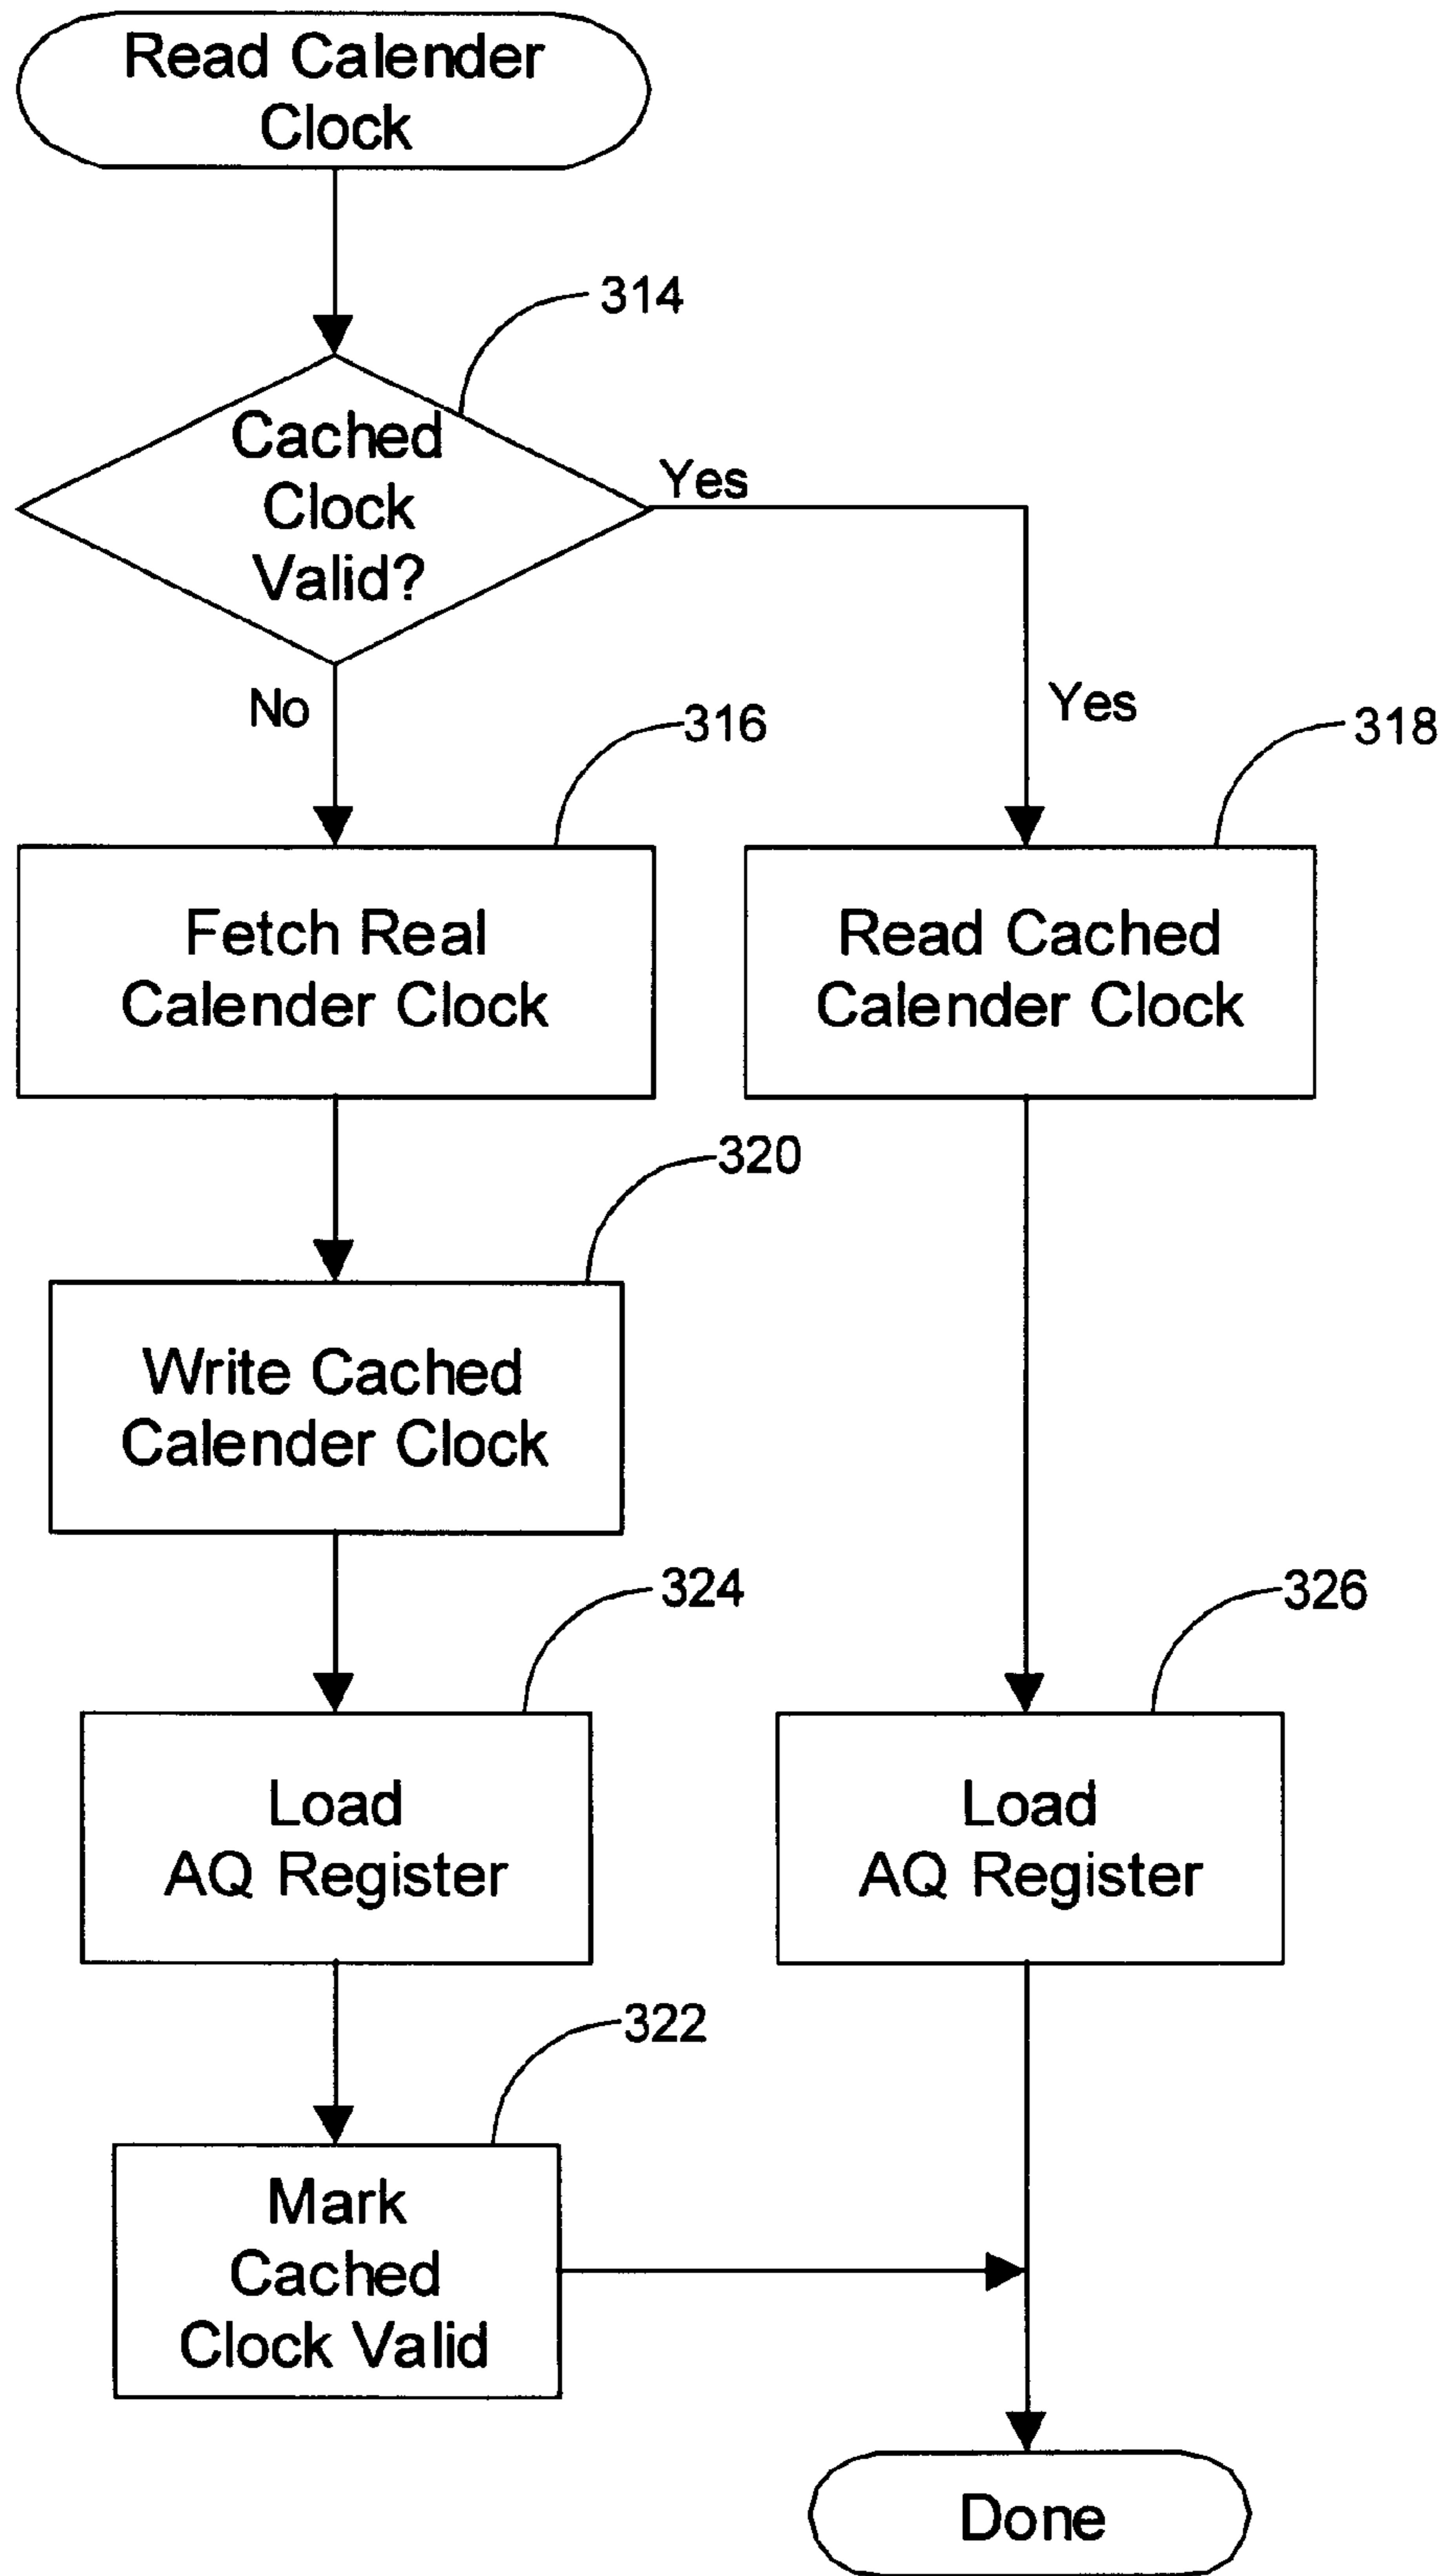 Read Calender
Clock
314
Cached
Clock
Valid?
Yes
No
Yes
316
318
Fetch Real
Calender Clock
Read Cached
Calender Clock
320
Write Cached
Calender Clock
324
326
Load
AQ Register
Load
AQ Register
322
Mark
Cached
Clock Valid
Done